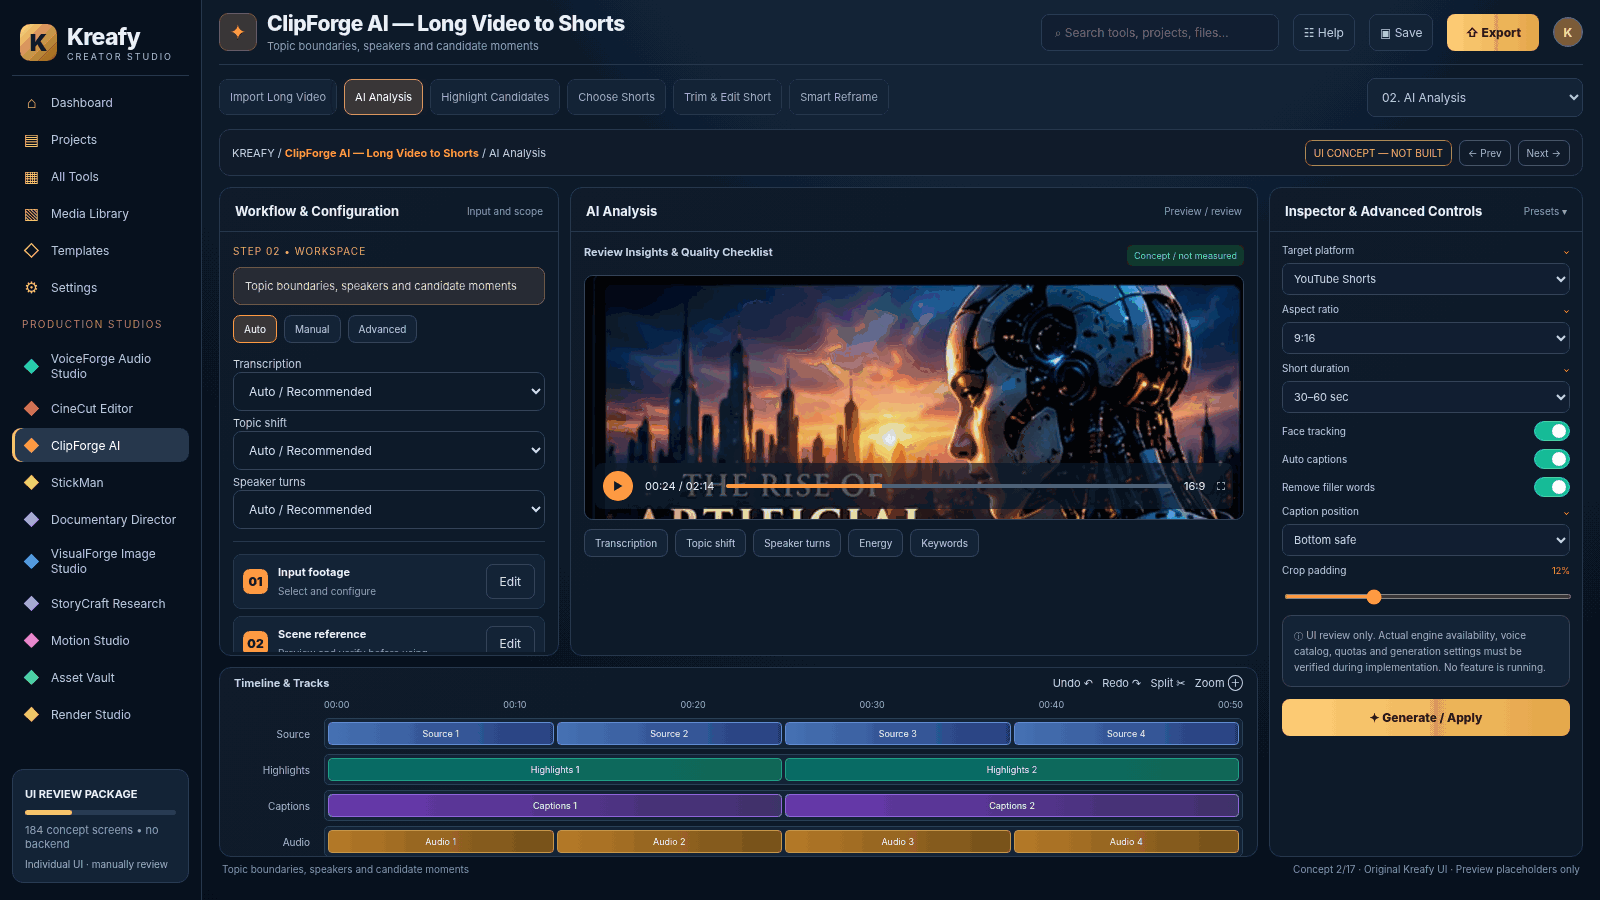 K
Kreafy
CREATOR STUDIO
Dashboard
Projects
All Tools
Media Library
Templates
Settings
PRODUCTION STUDIOS
VoiceForge Audio
Studio
CineCut Editor
ClipForge AI
StickMan
Documentary Director
VisualForge Image
Studio
StoryCraft Research
Motion Studio
Asset Vault
Render Studio
UI REVIEW PACKAGE
184 concept screens • no
backend
Individual UI · manually review
ClipForge AI — Long Video to Shorts
Topic boundaries, speakers and candidate moments
Search tools, projects, files...
Help
Save
Export
K
Import Long Video
AI Analysis
Highlight Candidates
Choose Shorts
Trim & Edit Short
Smart Reframe
02. AI Analysis
KREAFY / ClipForge AI — Long Video to Shorts / AI Analysis
UI CONCEPT — NOT BUILT
← Prev
Next →
Workflow & Configuration
Input and scope
STEP 02 • WORKSPACE
Topic boundaries, speakers and candidate moments
Auto
Manual
Advanced
Transcription
Auto / Recommended
Topic shift
Auto / Recommended
Speaker turns
Auto / Recommended
01
Input footage
Select and configure
Edit
02
Scene reference
Preview and verify before using
Edit
AI Analysis
Preview / review
Review Insights & Quality Checklist
Concept / not measured
THE RISE OF
ARTIFICIAL
00:24 / 02:14
16:9
Transcription
Topic shift
Speaker turns
Energy
Keywords
Inspector & Advanced Controls
Presets ▾
Target platform
YouTube Shorts
Aspect ratio
9:16
Short duration
30–60 sec
Face tracking
Auto captions
Remove filler words
Caption position
Bottom safe
Crop padding
12%
ⓘ UI review only. Actual engine availability, voice
catalog, quotas and generation settings must be
verified during implementation. No feature is running.
✦ Generate / Apply
Timeline & Tracks
Undo ↶
Redo ↷
Split ✂
Zoom ⊕
00:00
00:10
00:20
00:30
00:40
00:50
Source
Source 1
Source 2
Source 3
Source 4
Highlights
Highlights 1
Highlights 2
Captions
Captions 1
Captions 2
Audio
Audio 1
Audio 2
Audio 3
Audio 4
Topic boundaries, speakers and candidate moments
Concept 2/17 · Original Kreafy UI · Preview placeholders only